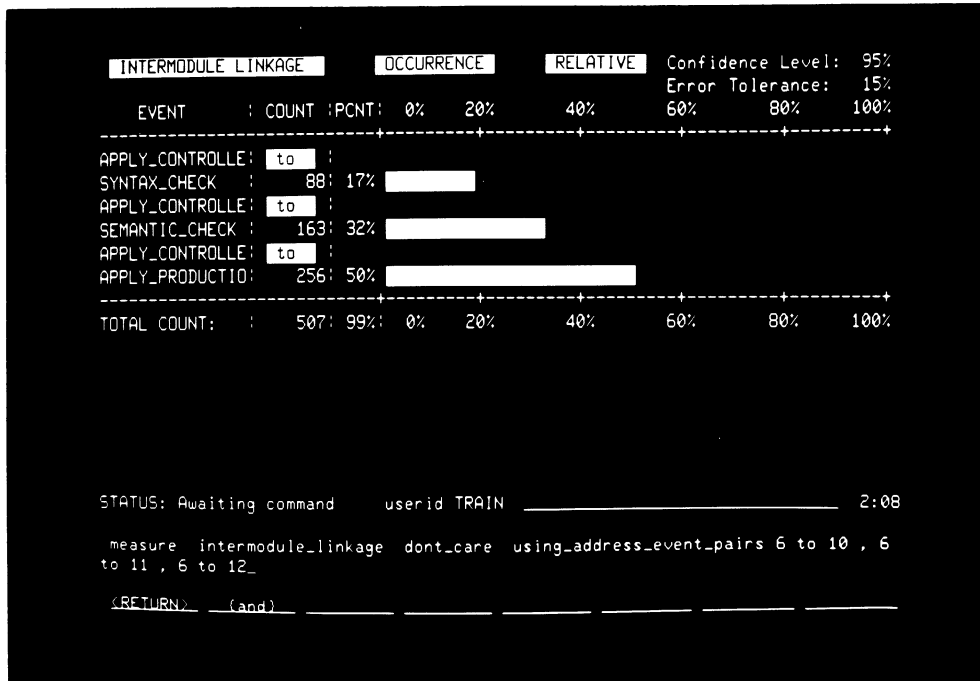 INTERMODULE LINKAGE OCCURRENCE RELATIVE Confidence Level: 95%
Error Tolerance: 15%
EVENT ¦ COUNT ¦PCNT¦ 0% 20% 40% 60% 80% 100%
----------------------------+---------+---------+---------+---------+---------+
APPLY_CONTROLLE¦ to ¦
SYNTAX_CHECK ¦ 88¦ 17%
APPLY_CONTROLLE¦ to ¦
SEMANTIC_CHECK ¦ 163¦ 32%
APPLY_CONTROLLE¦ to ¦
APPLY_PRODUCTIO¦ 256¦ 50%
----------------------------+---------+---------+---------+---------+---------+
TOTAL COUNT: ¦ 507¦ 99%¦ 0% 20% 40% 60% 80% 100%
STATUS: Awaiting command userid TRAIN ______________________________ 2:08
measure intermodule_linkage dont_care using_address_event_pairs 6 to 10 , 6
to 11 , 6 to 12_
<RETURN> (and)